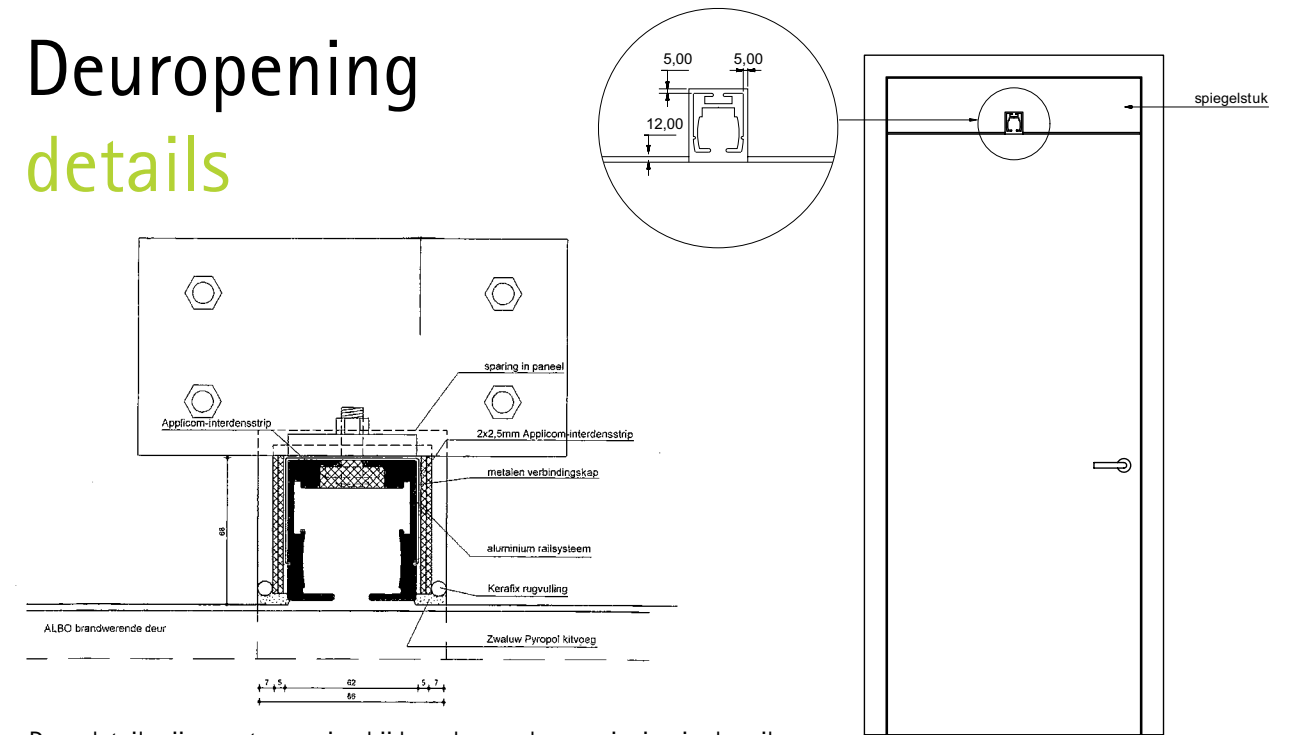 Deuropening
details
5,00
5,00
12,00
spiegelstuk
sparing in paneel
Applicom-interdensstrip
2x2,5mm Applicom-interdensstrip
metalen verbindingskap
68
aluminium railsysteem
Kerafix rugvulling
ALBO brandwerende deur
Zwaluw Pyropol kitvoeg
7 5 62 5 7
86